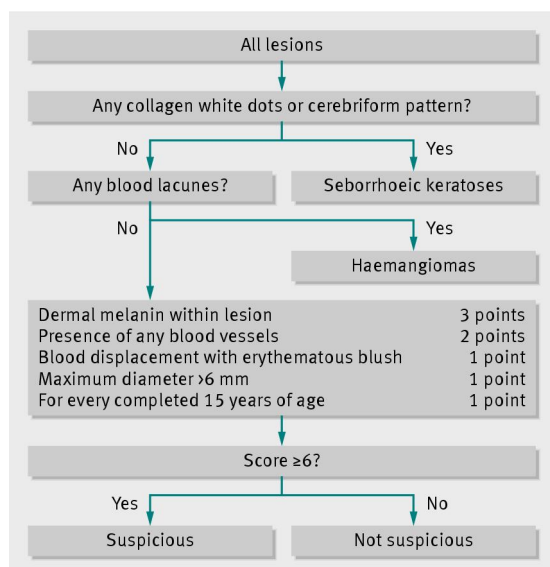 All lesions
Any collagen white dots or cerebriform pattern?
No
Yes
Any blood lacunes?
Seborrhoeic keratoses
No
Yes
Haemangiomas
Dermal melanin within lesion 3 points
Presence of any blood vessels 2 points
Blood displacement with erythematous blush 1 point
Maximum diameter >6 mm 1 point
For every completed 15 years of age 1 point
Score ≥6?
Yes
No
Suspicious
Not suspicious